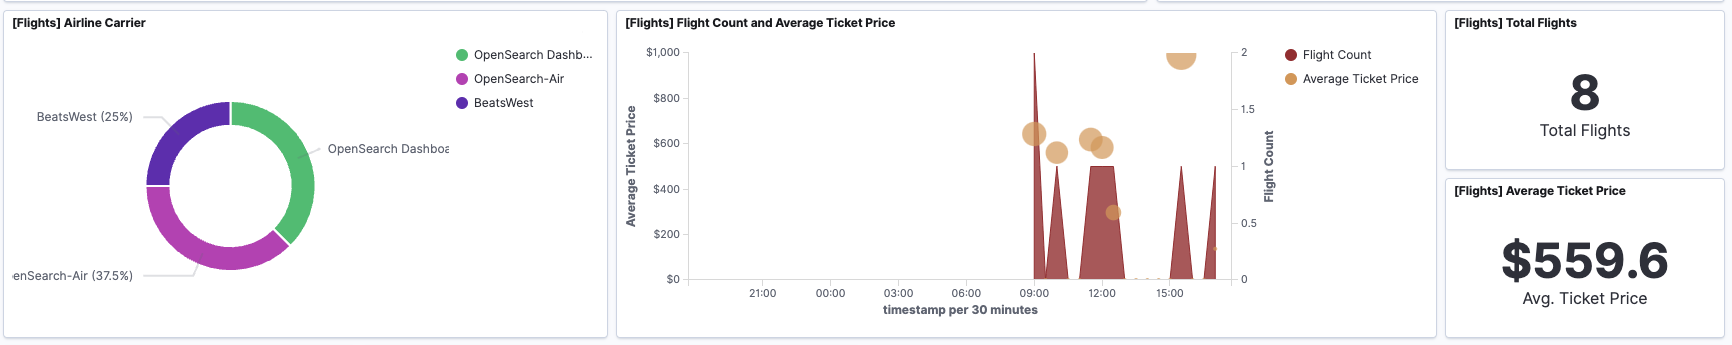 [Flights] Airline Carrier
OpenSearch Dashb...
OpenSearch-Air
BeatsWest
BeatsWest (25%)
OpenSearch Dashboa
enSearch-Air (37.5%)
[Flights] Flight Count and Average Ticket Price
$1,000
$800
$600
$400
$200
$0
Average Ticket Price
21:00
00:00
03:00
06:00
09:00
12:00
15:00
timestamp per 30 minutes
2
1.5
1
0.5
0
Flight Count
Flight Count
Average Ticket Price
[Flights] Total Flights
8
Total Flights
[Flights] Average Ticket Price
$559.6
Avg. Ticket Price